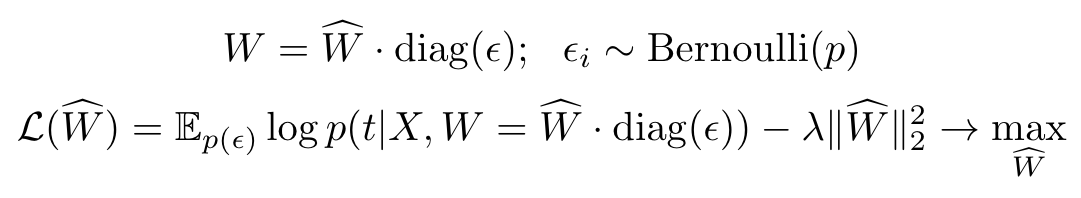 $W = \widehat{W} \cdot \mathrm{diag}(\epsilon); \;\; \epsilon_i \sim \mathrm{Bernoulli}(p)$
$\mathcal{L}(\widehat{W}) = \mathbb{E}_{p(\epsilon)} \log p(t|X, W = \widehat{W} \cdot \mathrm{diag}(\epsilon)) - \lambda \|\widehat{W}\|_2^2 \to \max_{\widehat{W}}$